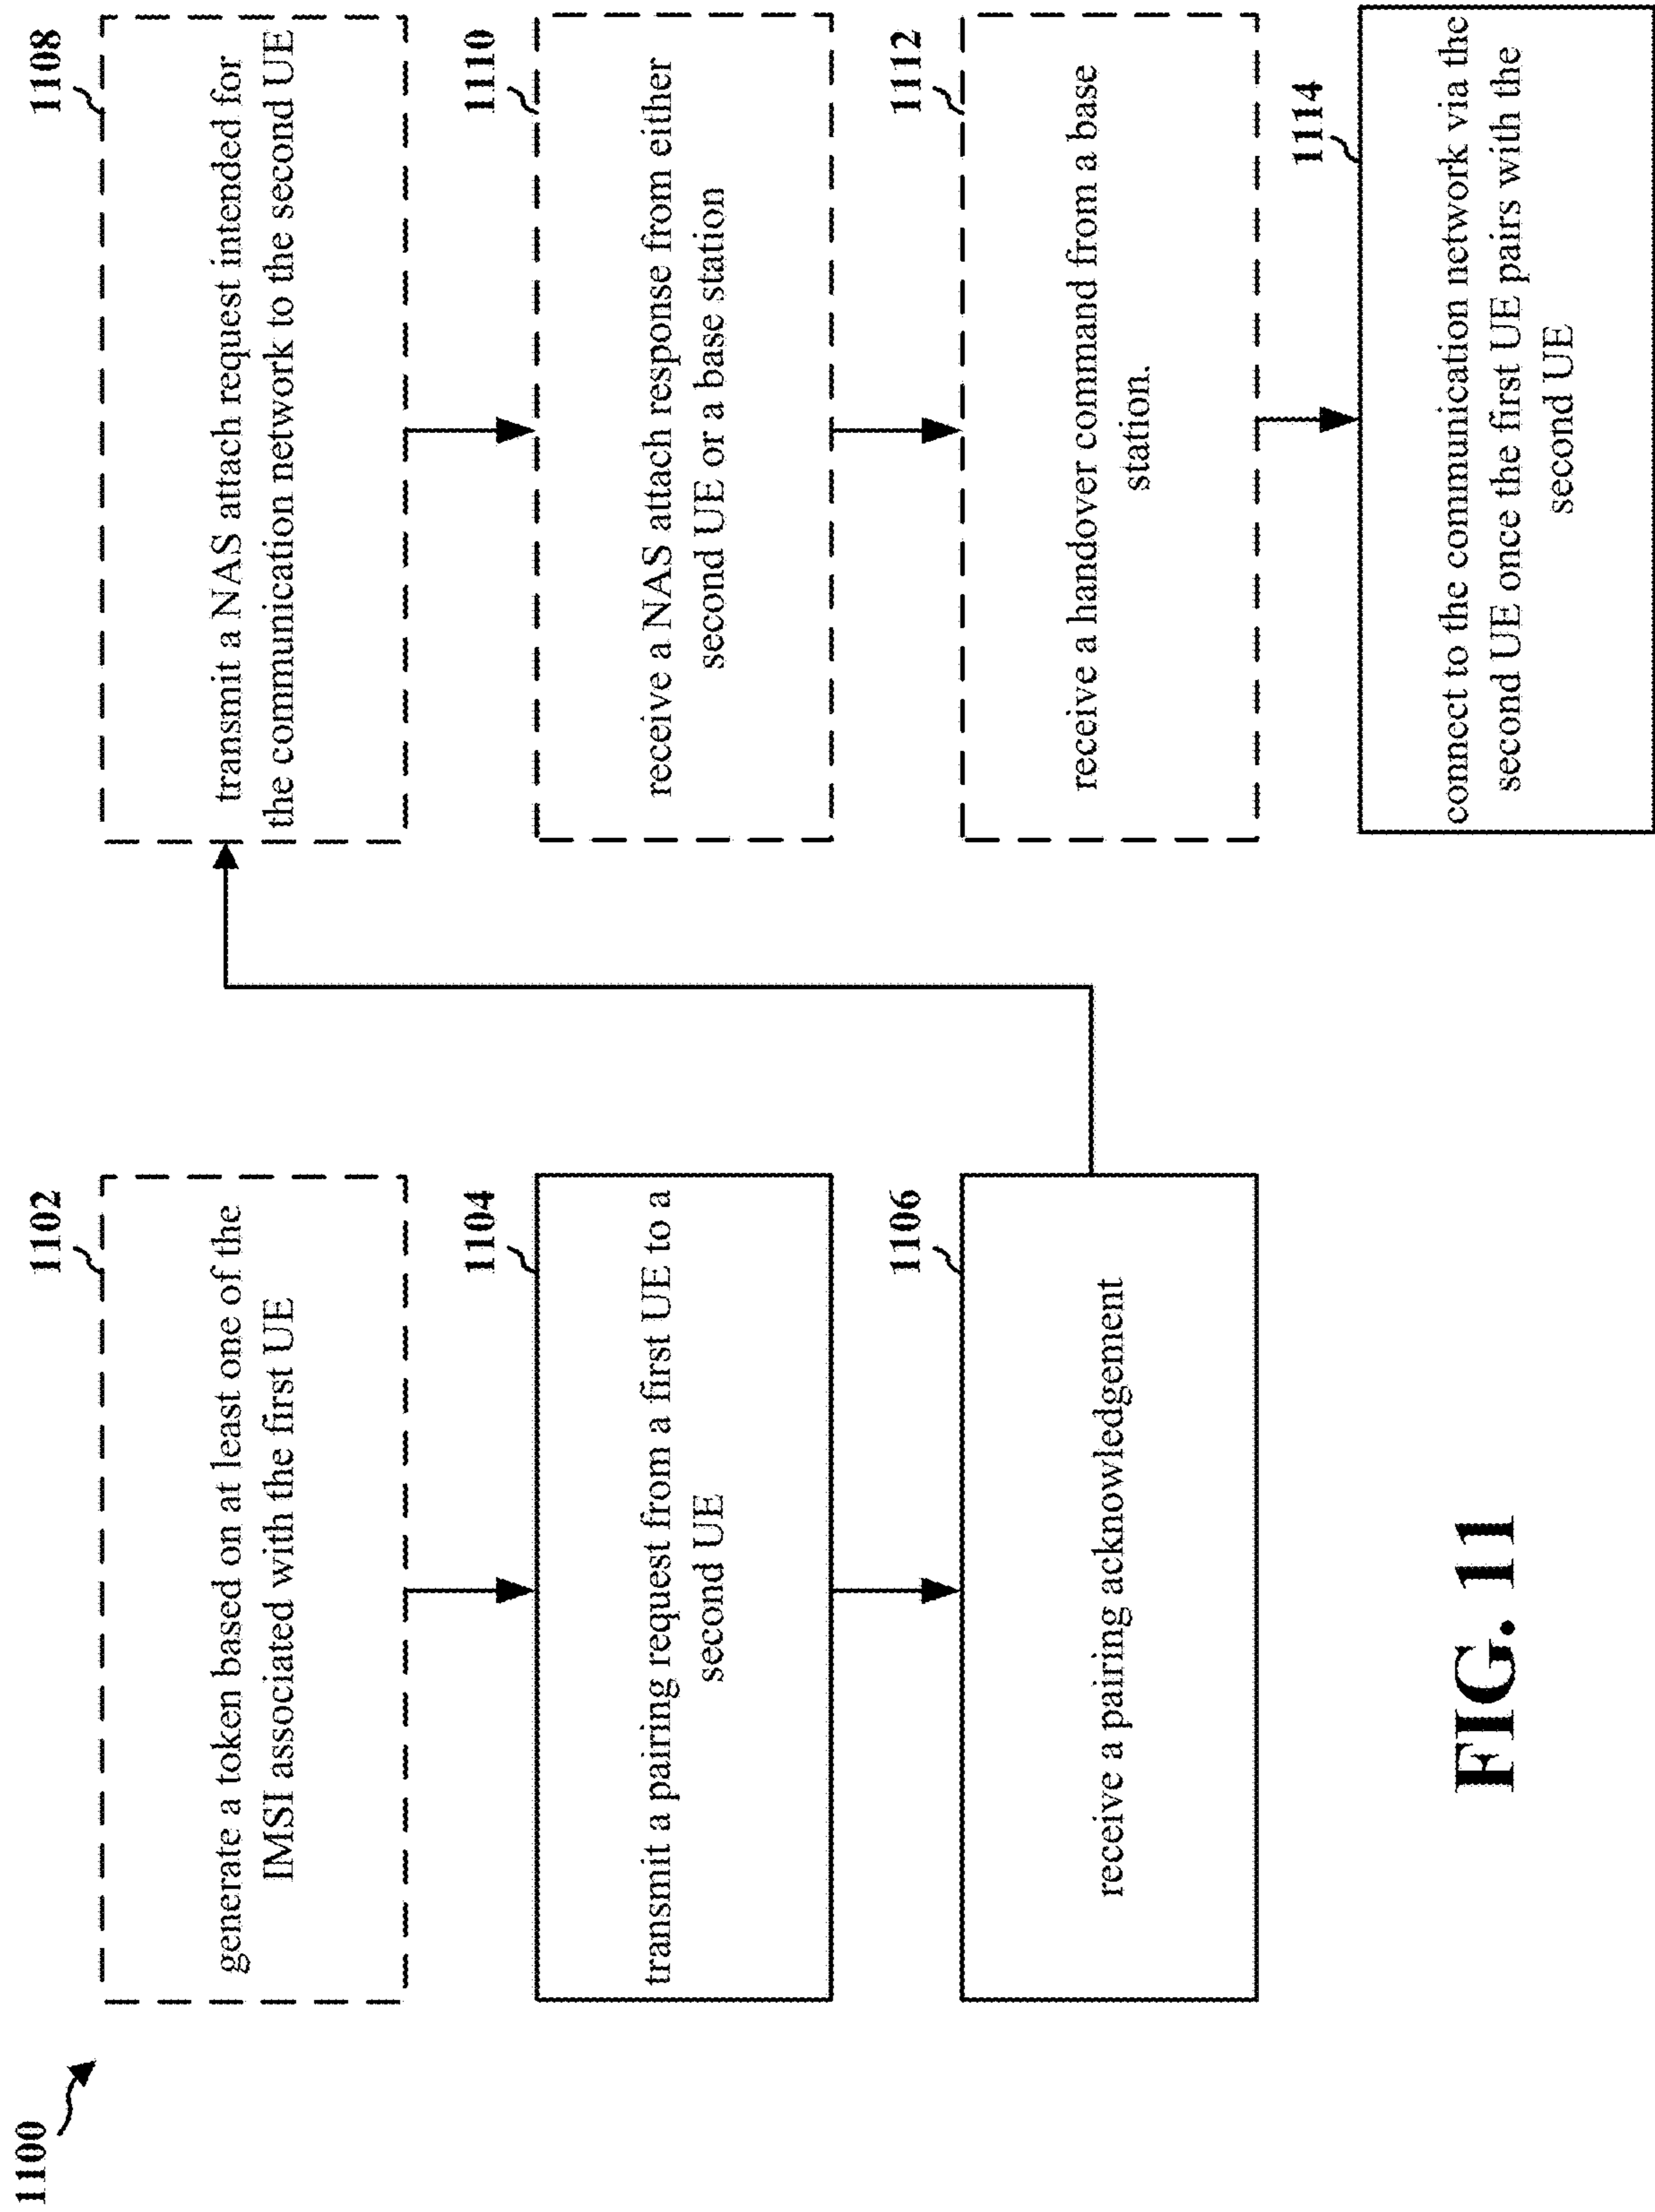 1100
1102
generate a token based on at least one of the
IMSI associated with the first UE
1104
transmit a pairing request from a first UE to a
second UE
1106
receive a pairing acknowledgement
1108
transmit a NAS attach request intended for
the communication network to the second UE
1110
receive a NAS attach response from either
second UE or a base station
1112
receive a handover command from a base
station.
1114
connect to the communication network via the
second UE once the first UE pairs with the
second UE
FIG. 11